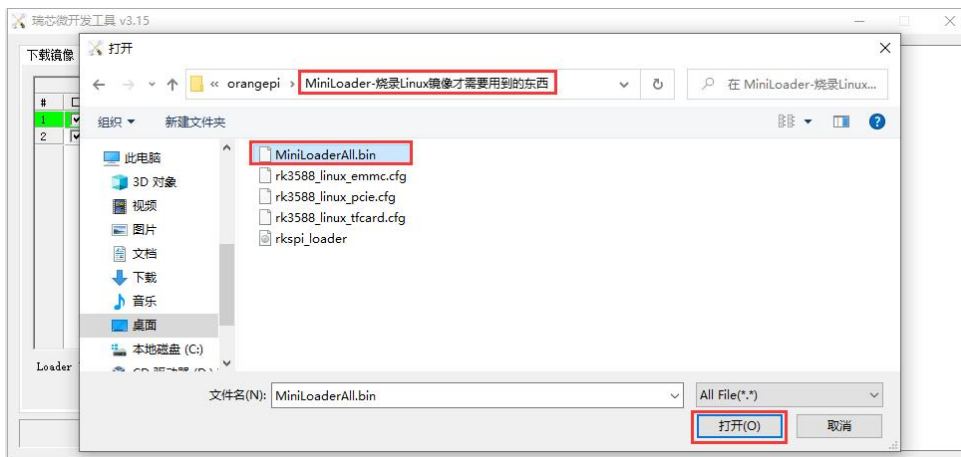 瑞芯微开发工具 v3.15
下载镜像
打开
« orangepi › MiniLoader-烧录Linux镜像才需要用到的东西
在 MiniLoader-烧录Linux...
组织
新建文件夹
#
1
2
此电脑
3D 对象
视频
图片
文档
下载
音乐
桌面
本地磁盘 (C:)
MiniLoaderAll.bin
rk3588_linux_emmc.cfg
rk3588_linux_pcie.cfg
rk3588_linux_tfcard.cfg
rkspi_loader
Loader
文件名(N):
MiniLoaderAll.bin
All File(*.*)
打开(O)
取消